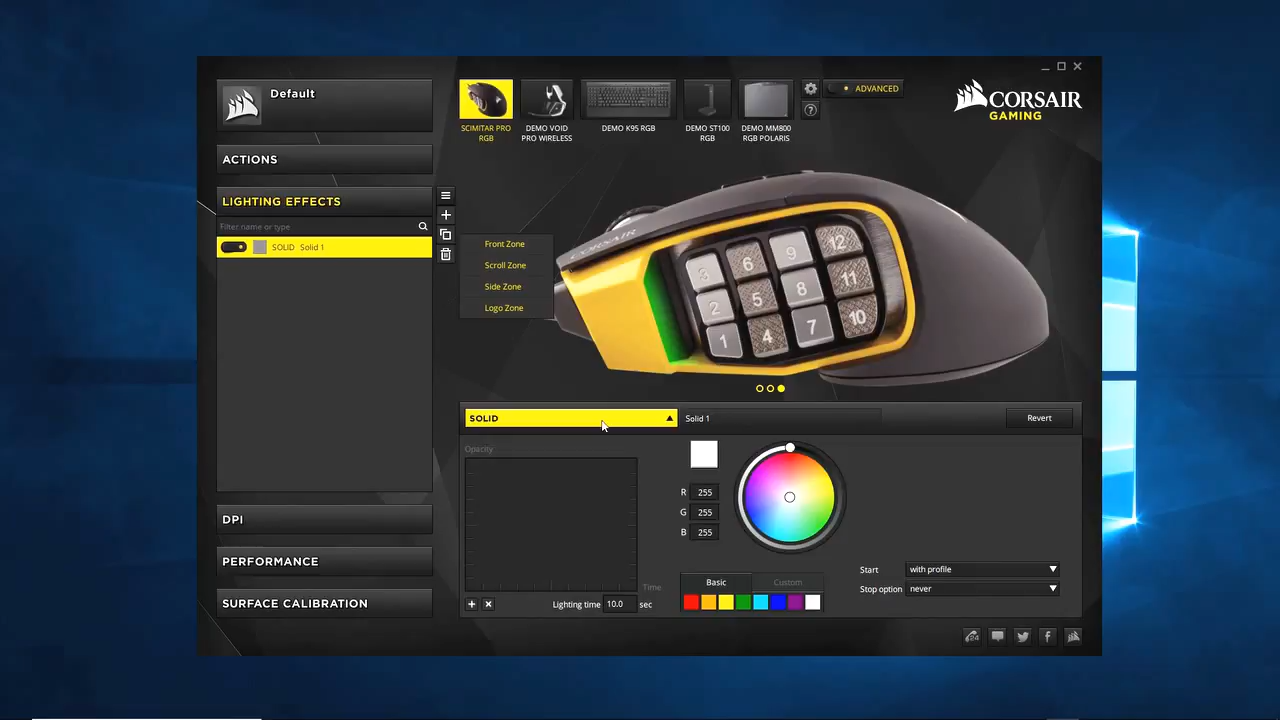 Default
ACTIONS
LIGHTING EFFECTS
Filter name or type
SOLID Solid 1
DPI
PERFORMANCE
SURFACE CALIBRATION
SCIMITAR PRO
RGB
DEMO VOID
PRO WIRELESS
DEMO K95 RGB
DEMO ST100
RGB
DEMO MM800
RGB POLARIS
ADVANCED
CORSAIR
GAMING
Front Zone
Scroll Zone
Side Zone
Logo Zone
CORSAIR
3 6 9 12
2 5 8 11
1 4 7 10
SOLID
Solid 1
Revert
Opacity
Time
Lighting time 10.0 sec
R 255
G 255
B 255
Basic
Custom
Start with profile
Stop option never